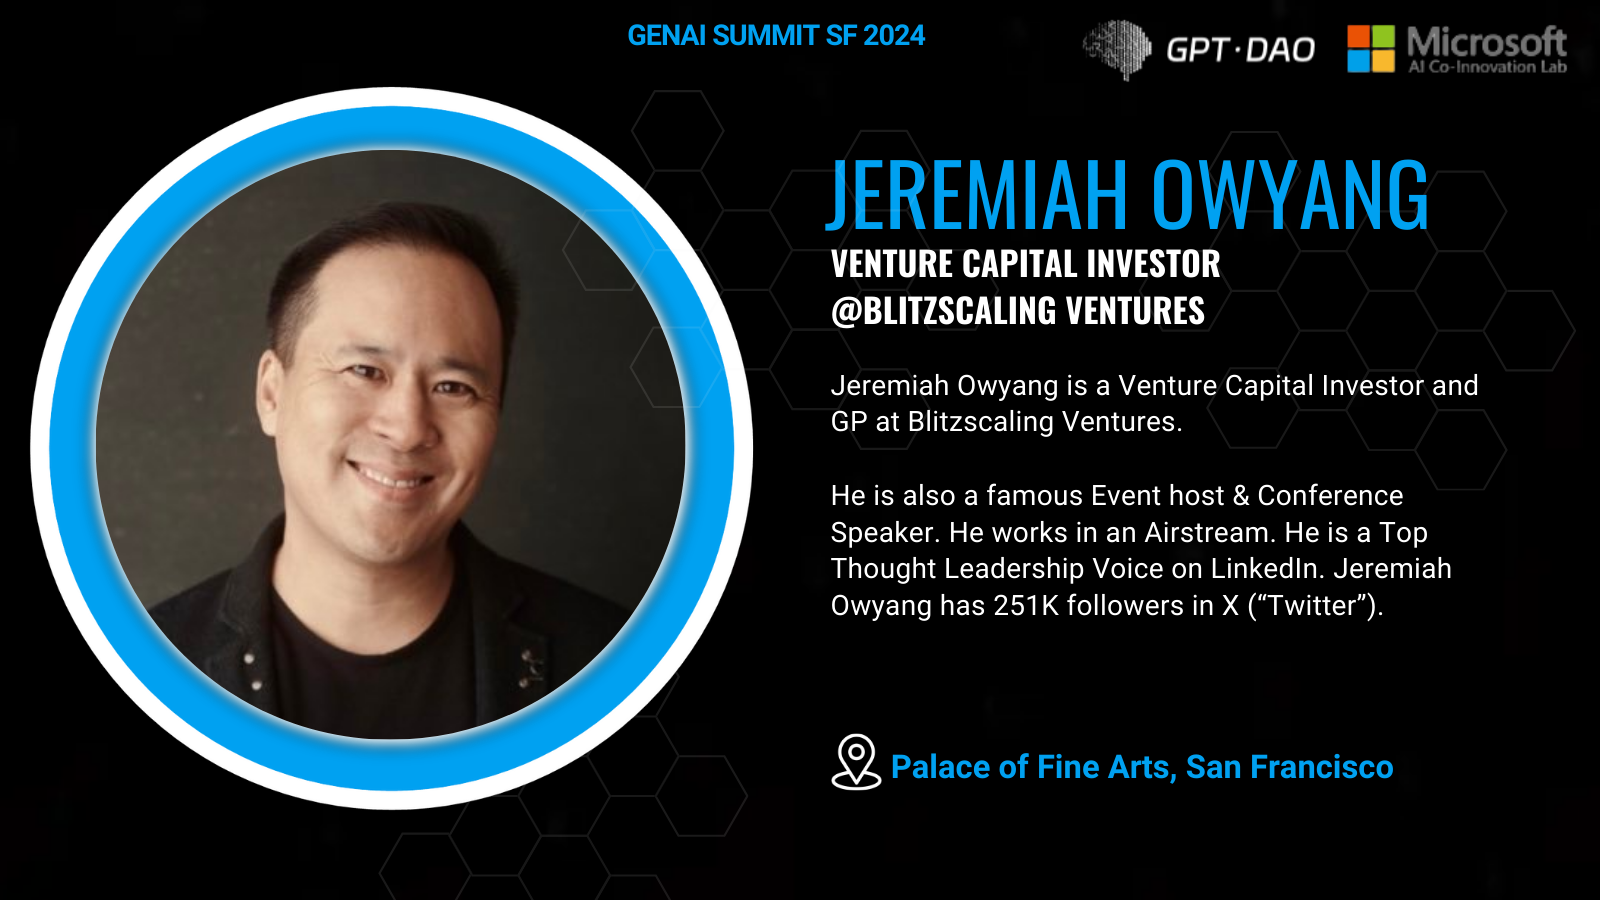 GENAI SUMMIT SF 2024
GPT·DAO
Microsoft
AI Co-Innovation Lab
JEREMIAH OWYANG
VENTURE CAPITAL INVESTOR
@BLITZSCALING VENTURES
Jeremiah Owyang is a Venture Capital Investor and
GP at Blitzscaling Ventures.
He is also a famous Event host & Conference
Speaker. He works in an Airstream. He is a Top
Thought Leadership Voice on LinkedIn. Jeremiah
Owyang has 251K followers in X (“Twitter”).
Palace of Fine Arts, San Francisco